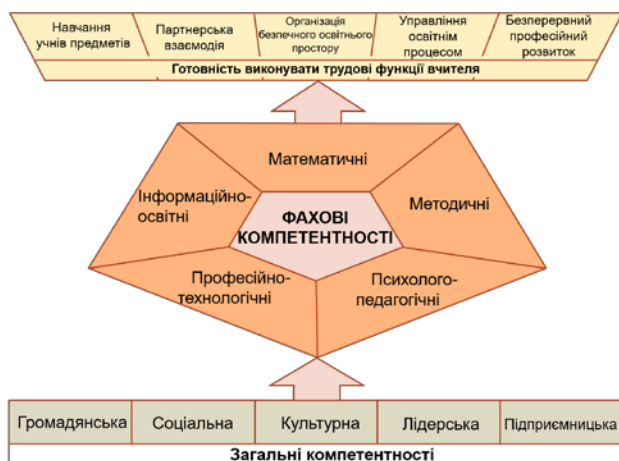 Навчання
учнів предметів
Партнерська
взаємодія
Організація
безпечного освітнього
простору
Управління
освітнім
процесом
Безперервний
професійний
розвиток
Готовність виконувати трудові функції вчителя
Математичні
Інформаційно-
освітні
ФАХОВІ
КОМПЕТЕНТНОСТІ
Методичні
Професійно-
технологічні
Психолого-
педагогічні
Громадянська
Соціальна
Культурна
Лідерська
Підприємницька
Загальні компетентності